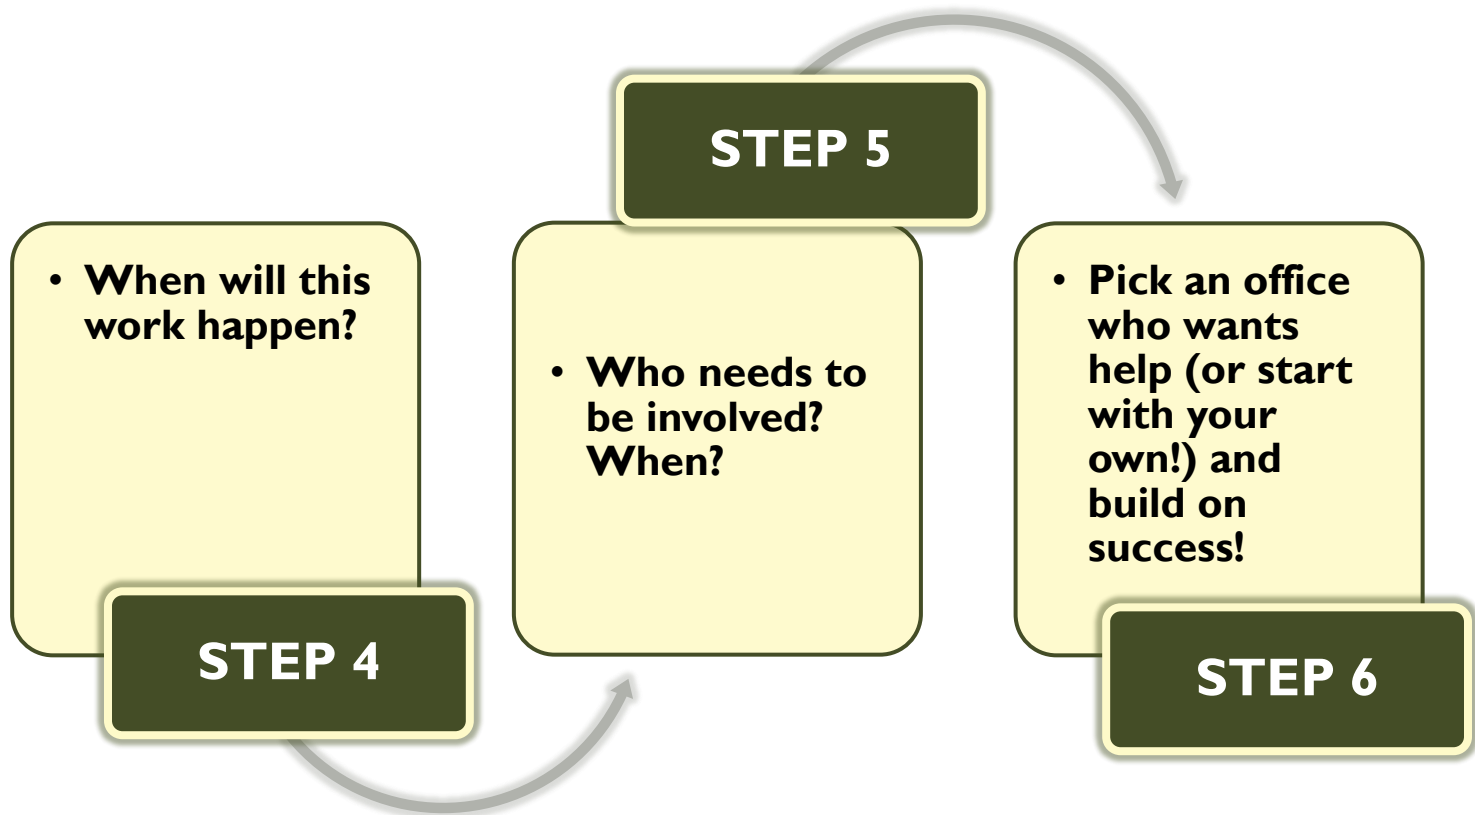 • When will this
work happen?
STEP 4
STEP 5
• Who needs to
be involved?
When?
• Pick an office
who wants
help (or start
with your
own!) and
build on
success!
STEP 6